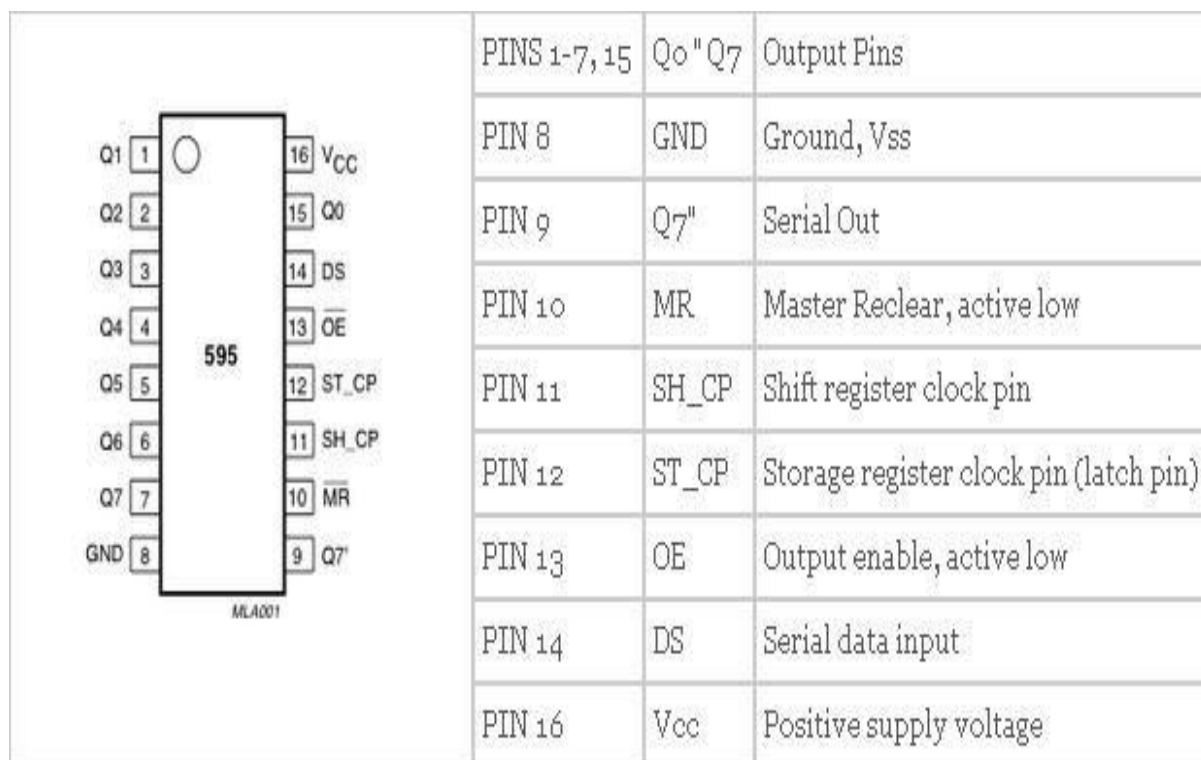 Q1 1 16 VCC
Q2 2 15 Q0
Q3 3 14 DS
Q4 4 13 OE
595
Q5 5 12 ST_CP
Q6 6 11 SH_CP
Q7 7 10 MR
GND 8 9 Q7'
MLA001
PINS 1-7, 15 Q0 " Q7 Output Pins
PIN 8 GND Ground, Vss
PIN 9 Q7" Serial Out
PIN 10 MR Master Reclear, active low
PIN 11 SH_CP Shift register clock pin
PIN 12 ST_CP Storage register clock pin (latch pin)
PIN 13 OE Output enable, active low
PIN 14 DS Serial data input
PIN 16 Vcc Positive supply voltage